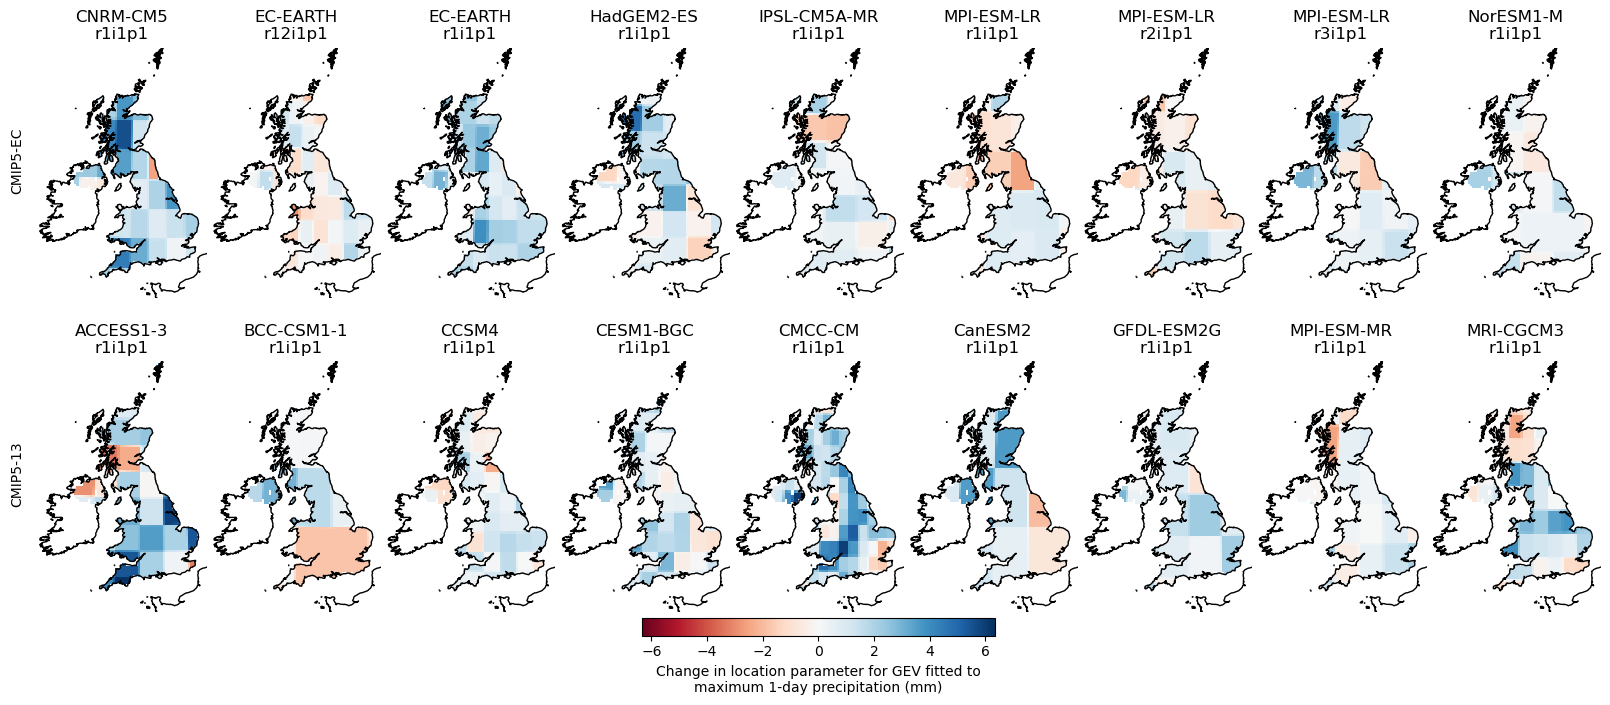 CNRM-CM5
r1i1p1
EC-EARTH
r12i1p1
EC-EARTH
r1i1p1
HadGEM2-ES
r1i1p1
IPSL-CM5A-MR
r1i1p1
MPI-ESM-LR
r1i1p1
MPI-ESM-LR
r2i1p1
MPI-ESM-LR
r3i1p1
NorESM1-M
r1i1p1
CMIP5-EC
ACCESS1-3
r1i1p1
BCC-CSM1-1
r1i1p1
CCSM4
r1i1p1
CESM1-BGC
r1i1p1
CMCC-CM
r1i1p1
CanESM2
r1i1p1
GFDL-ESM2G
r1i1p1
MPI-ESM-MR
r1i1p1
MRI-CGCM3
r1i1p1
CMIP5-13
−6 −4 −2 0 2 4 6
Change in location parameter for GEV fitted to
maximum 1-day precipitation (mm)